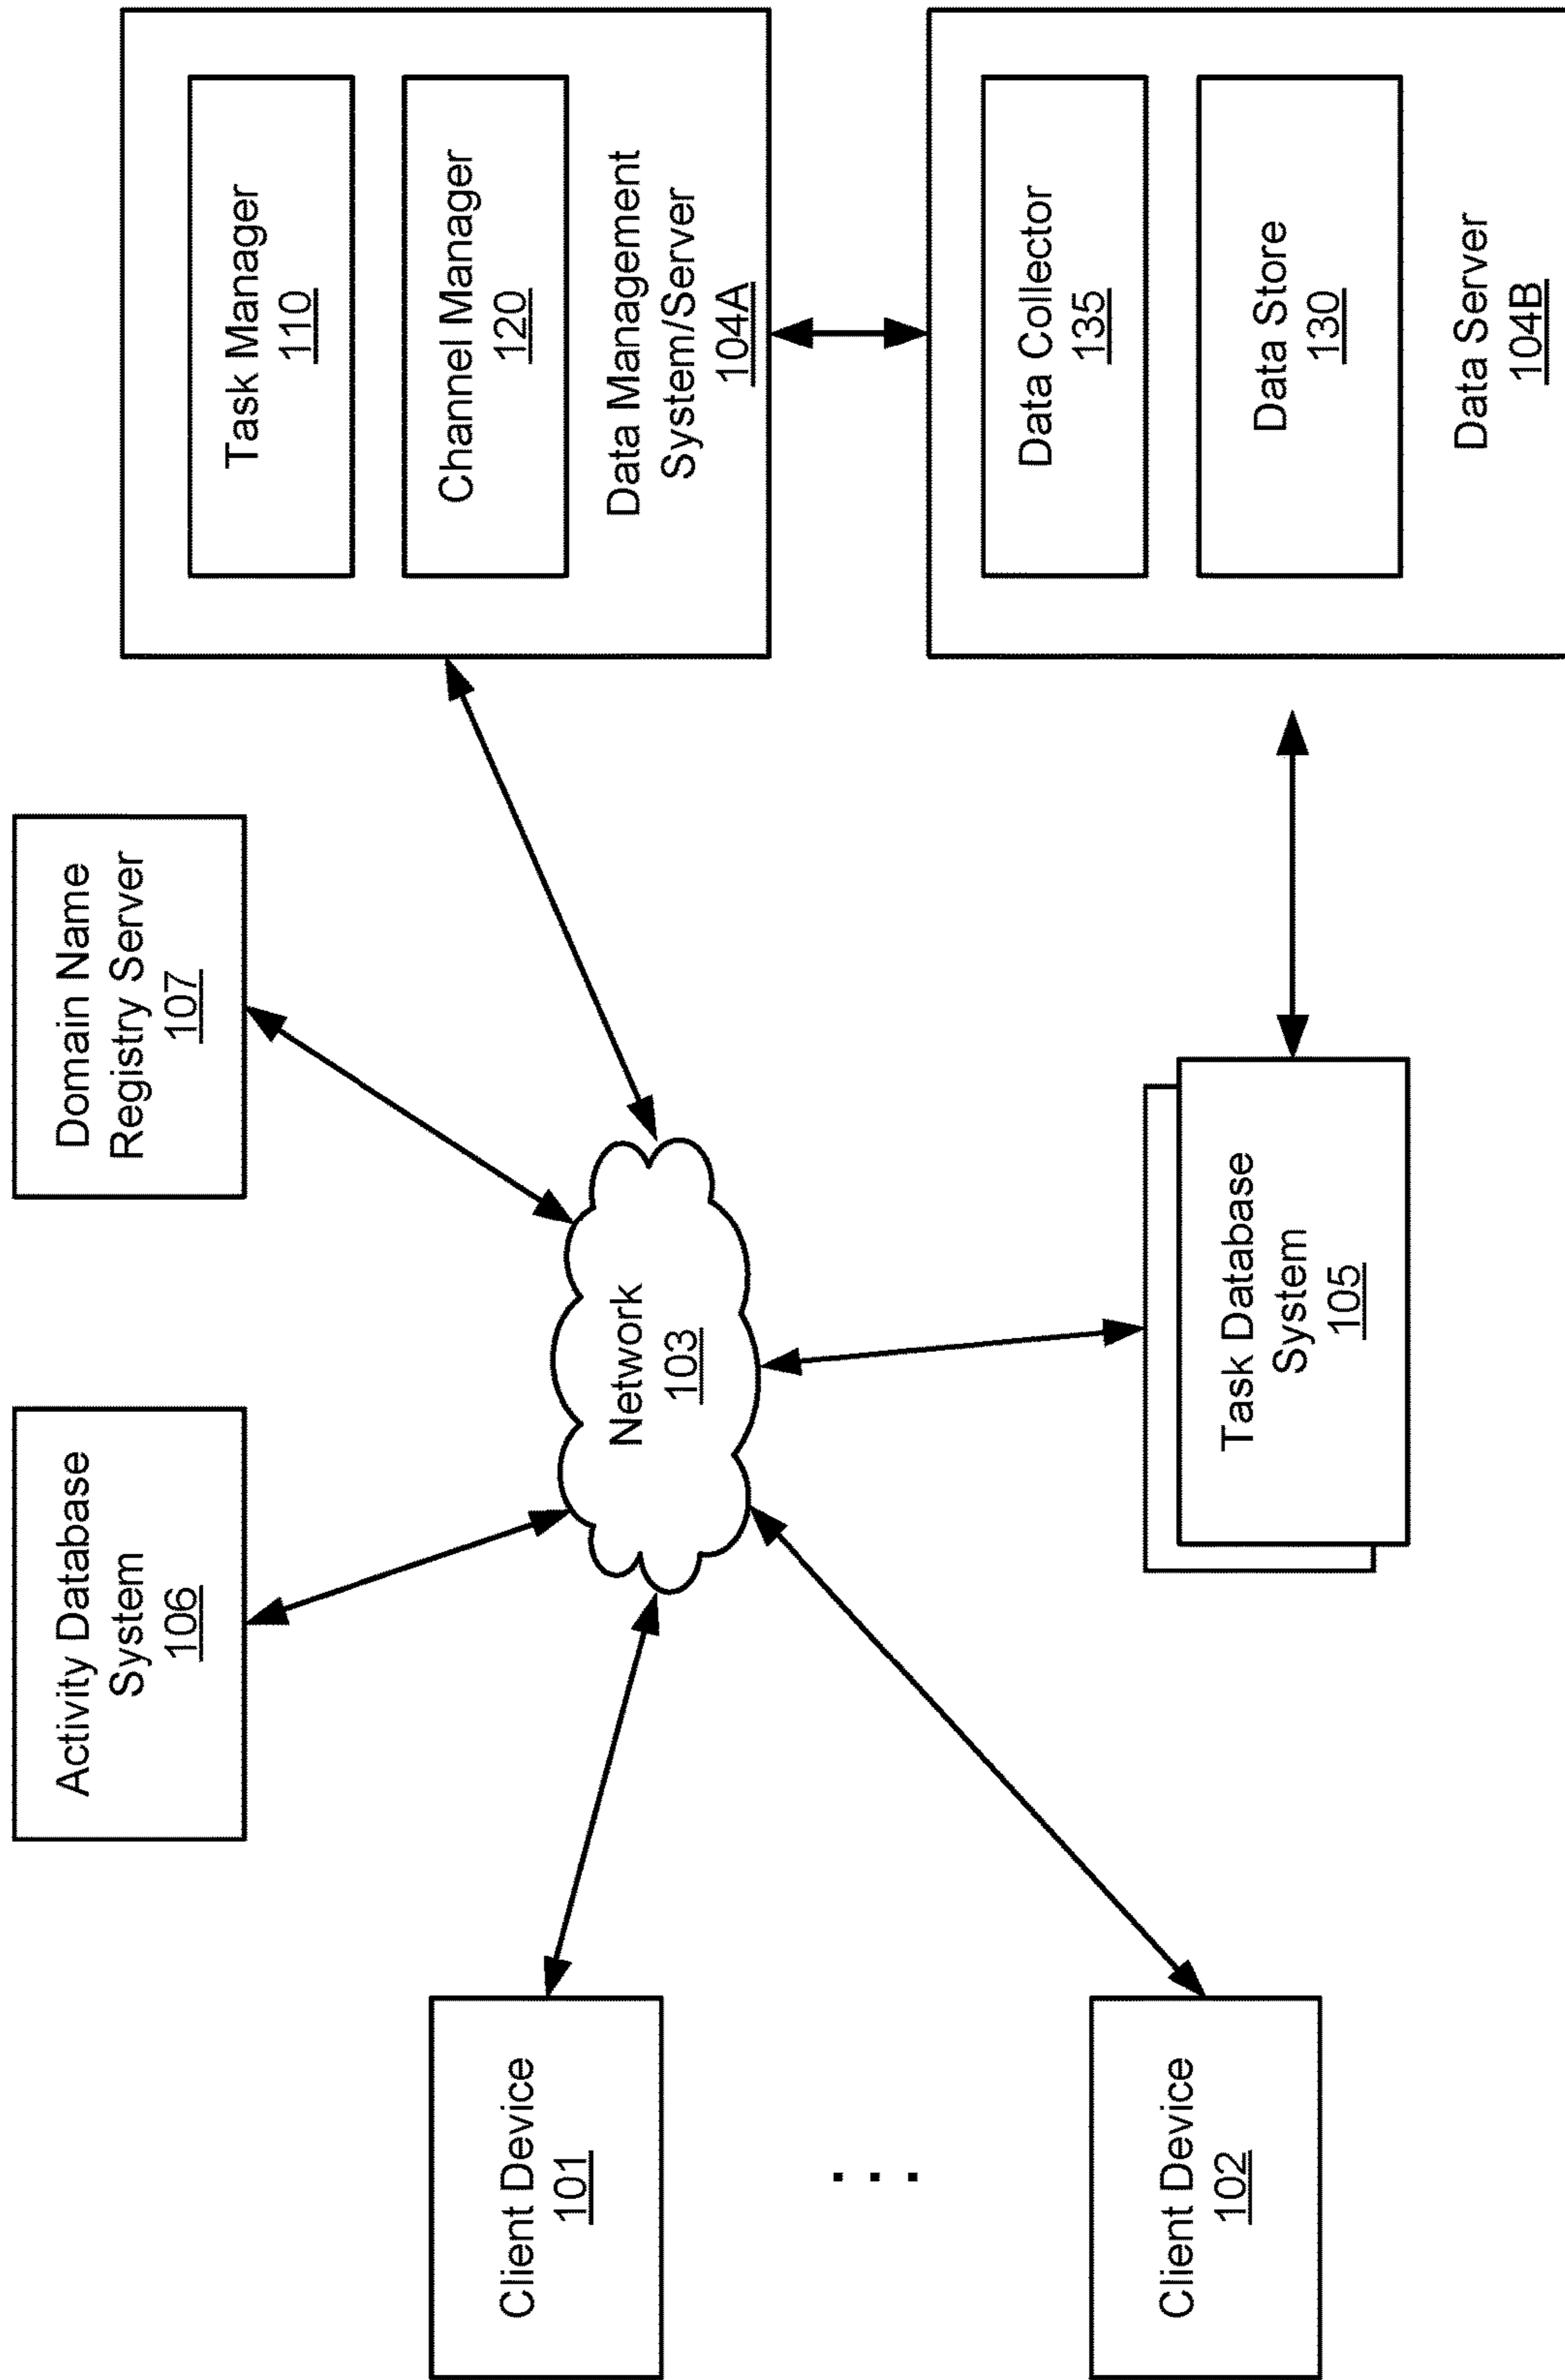 Activity Database
System
106
Domain Name
Registry Server
107
Task Manager
110
Channel Manager
120
Data Management
System/Server
104A
Client Device
101
Network
103
. . .
Client Device
102
Task Database
System
105
Data Collector
135
Data Store
130
Data Server
104B